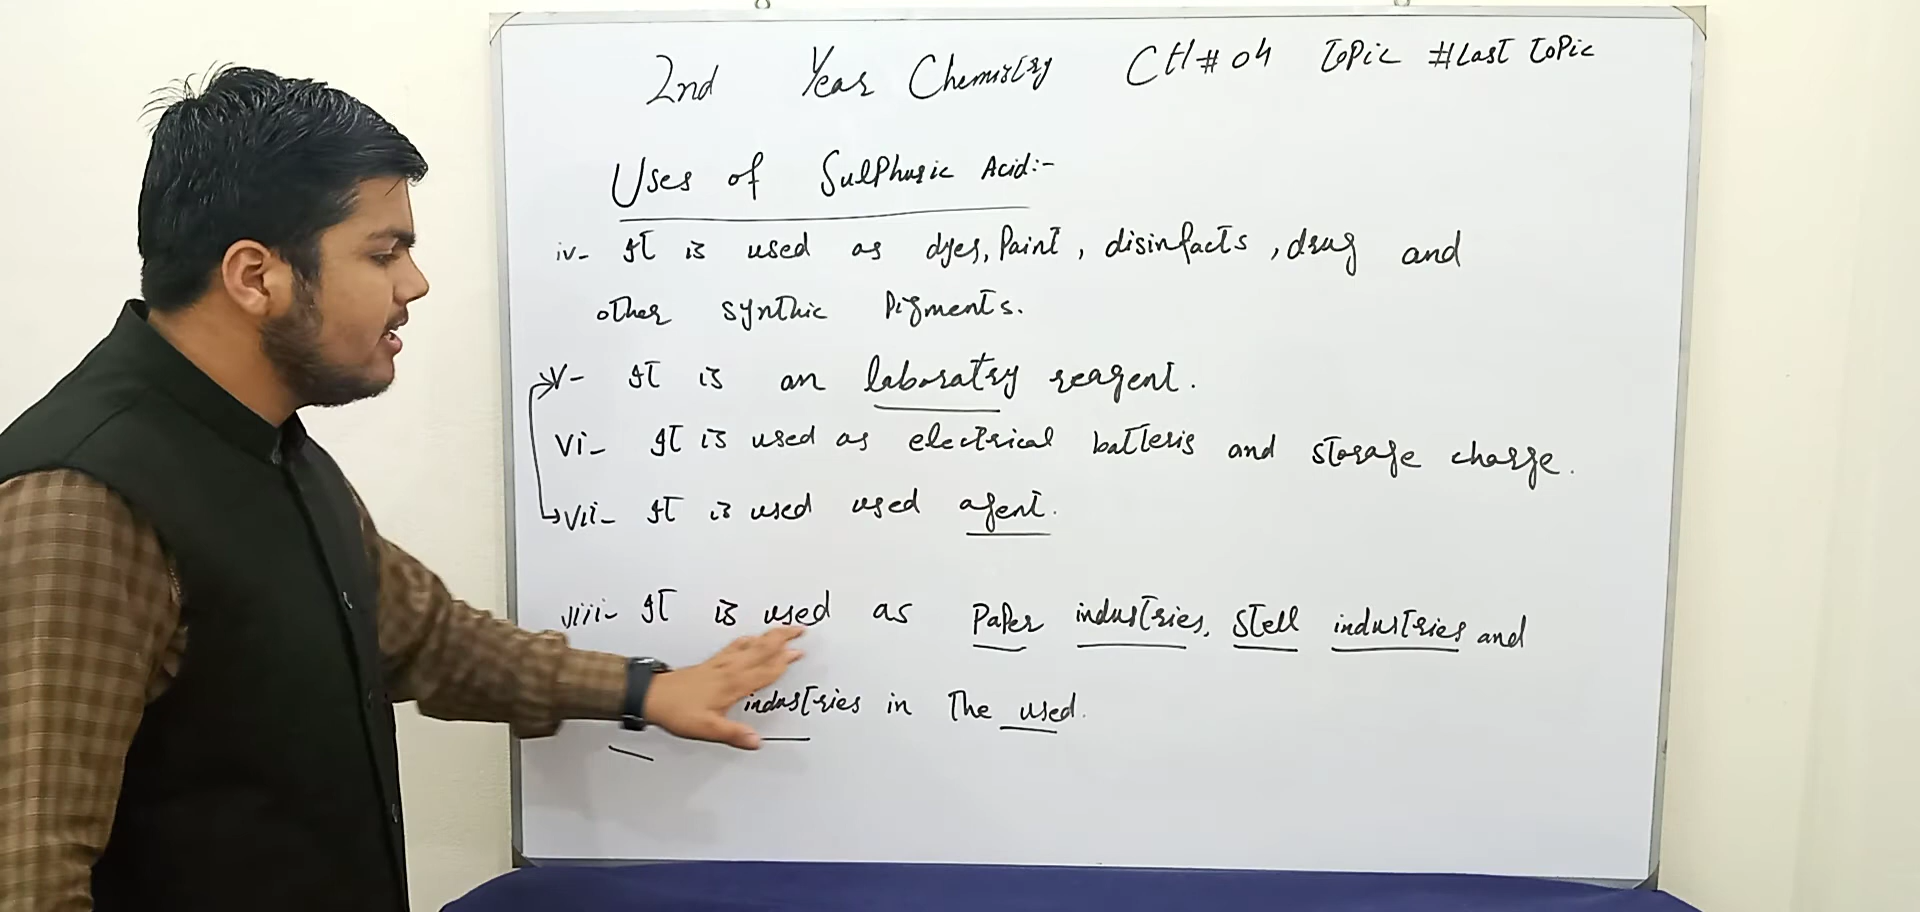 2nd Year Chemistry CH#04 Topic #Last Topic
Uses of Sulphuric Acid:-
iv- It is used as dyes, Paint, disinfacts, drug and
other synthic Pigments.
V- It is an laboratry reagent.
Vi- It is used as electrical batteris and storage charge.
Vii- It is used used agent.
Viii- It is used as Paper industries, Stell industries and
industries in The used.